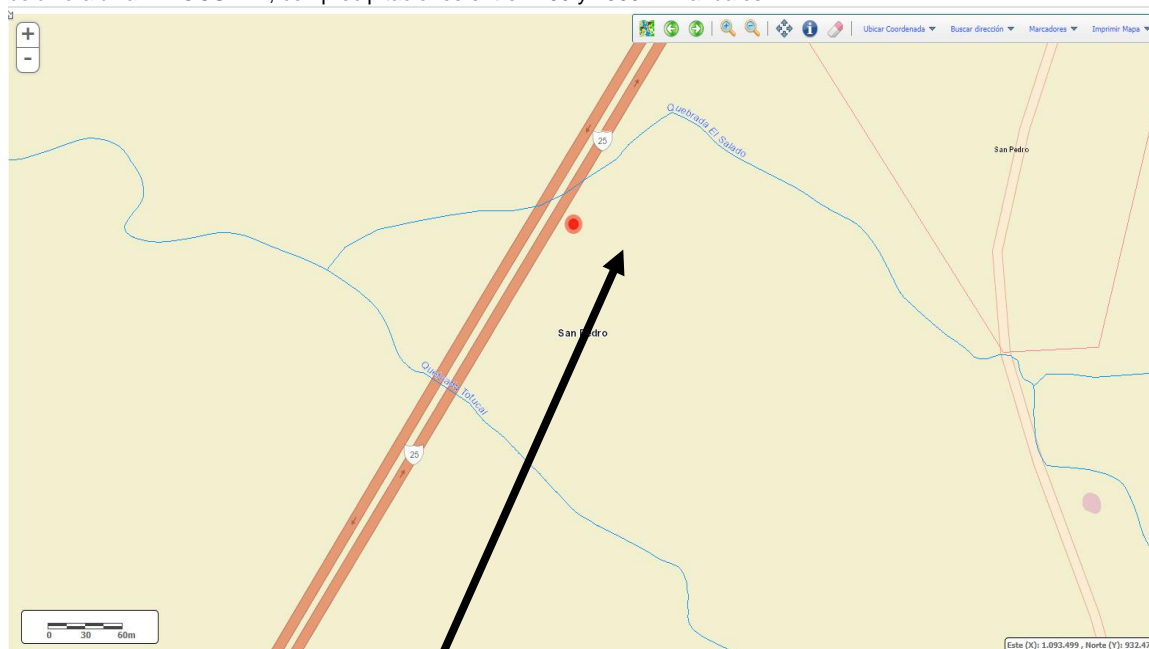 +
-
Ubicar Coordenada ▼ Buscar dirección ▼ Marcadores ▼ Imprimir Mapa ▼
Quebrada El Salado
25
San Pedro
San Pedro
Quebrada Tofucal
25
0 30 60m
Este (X): 1.093.499 , Norte (Y): 932.47